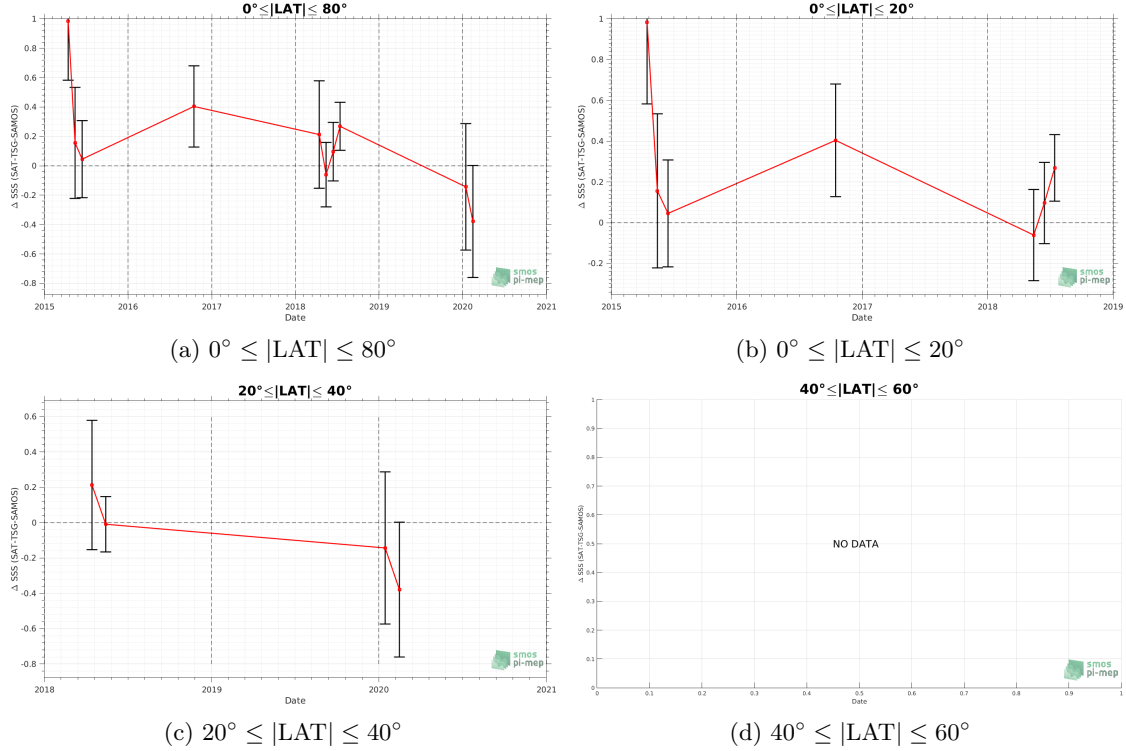 0°≤|LAT|≤ 80°
1
0.8
0.6
0.4
0.2
0
-0.2
-0.4
-0.6
-0.8
Δ SSS (SAT-TSG-SAMOS)
2015 2016 2017 2018 2019 2020 2021
Date
smos
pi-mep
(a) 0° ≤ |LAT| ≤ 80°
0°≤|LAT|≤ 20°
1
0.8
0.6
0.4
0.2
0
-0.2
Δ SSS (SAT-TSG-SAMOS)
2015 2016 2017 2018 2019
Date
smos
pi-mep
(b) 0° ≤ |LAT| ≤ 20°
20°≤|LAT|≤ 40°
0.6
0.4
0.2
0
-0.2
-0.4
-0.6
-0.8
Δ SSS (SAT-TSG-SAMOS)
2018 2019 2020 2021
Date
smos
pi-mep
(c) 20° ≤ |LAT| ≤ 40°
40°≤|LAT|≤ 60°
1
0.9
0.8
0.7
0.6
0.5
0.4
0.3
0.2
0.1
0
Δ SSS (SAT-TSG-SAMOS)
NO DATA
0 0.1 0.2 0.3 0.4 0.5 0.6 0.7 0.8 0.9 1
Date
smos
pi-mep
(d) 40° ≤ |LAT| ≤ 60°